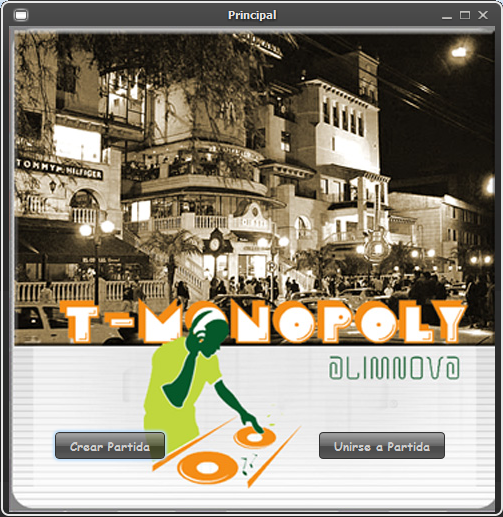 Principal
TOMMY HILFIGER
T-MONOPOLY
ALIMNOVA
Crear Partida
Unirse a Partida